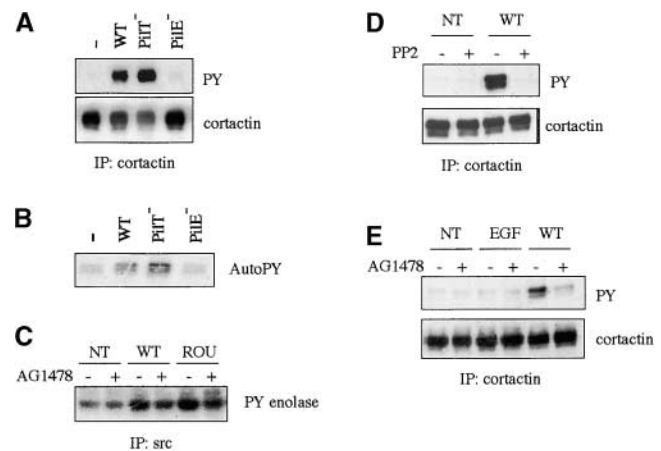 A
– WT PilT⁻ PilE⁻
PY
cortactin
IP: cortactin
B
– WT PilT⁻ PilE⁻
AutoPY
C
NT WT ROU
AG1478 - + - + - +
PY enolase
IP: src
D
NT WT
PP2 - + - +
PY
cortactin
IP: cortactin
E
NT EGF WT
AG1478 - + - + - +
PY
cortactin
IP: cortactin